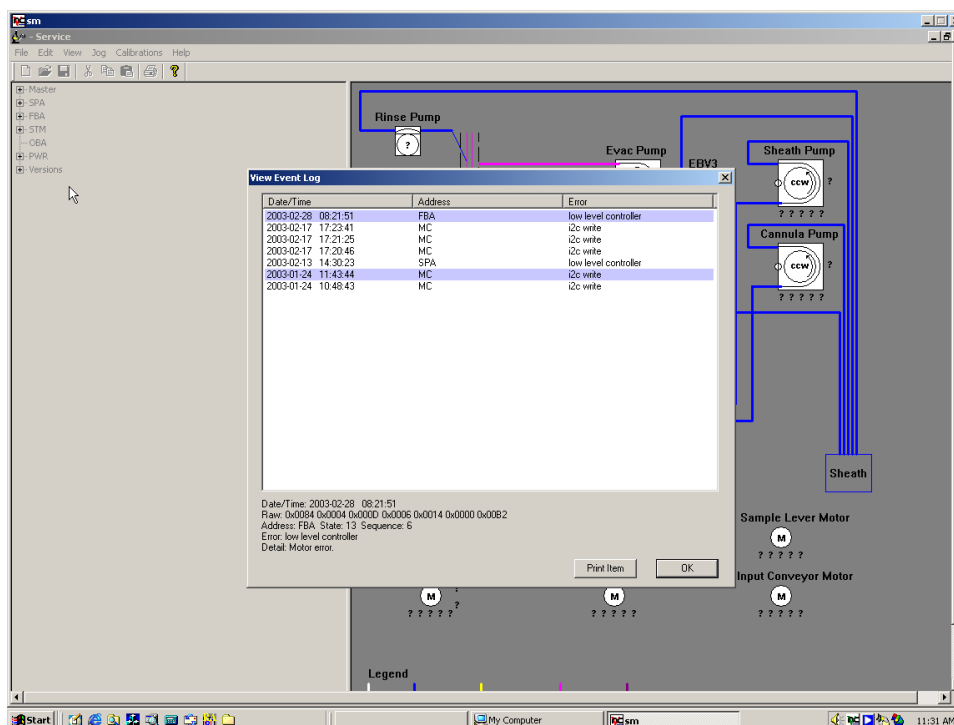 sm
- Service
File Edit View Jog Calibrations Help
Master
SPA
FBA
STM
OBA
PWR
Versions
Rinse Pump
?
Evac Pump
EBV3
Sheath Pump
ccw ?
? ? ? ? ?
Cannula Pump
ccw ?
? ? ? ? ?
View Event Log
Date/Time Address Error
2003-02-28 08:21:51 FBA low level controller
2003-02-17 17:23:41 MC i2c write
2003-02-17 17:21:25 MC i2c write
2003-02-17 17:20:46 MC i2c write
2003-02-13 14:30:23 SPA low level controller
2003-01-24 11:43:44 MC i2c write
2003-01-24 10:48:43 MC i2c write
Date/Time: 2003-02-28 08:21:51
Raw: 0x0084 0x0004 0x000D 0x0006 0x0014 0x0000 0x00B2
Address: FBA State: 13 Sequence: 6
Error: low level controller
Detail: Motor error.
Print Item OK
Sheath
Sample Lever Motor
M
? ? ? ? ?
Input Conveyor Motor
M ? M M
? ? ? ? ? ? ? ? ? ? ? ? ? ? ?
Legend
Start My Computer sm 11:31 AM